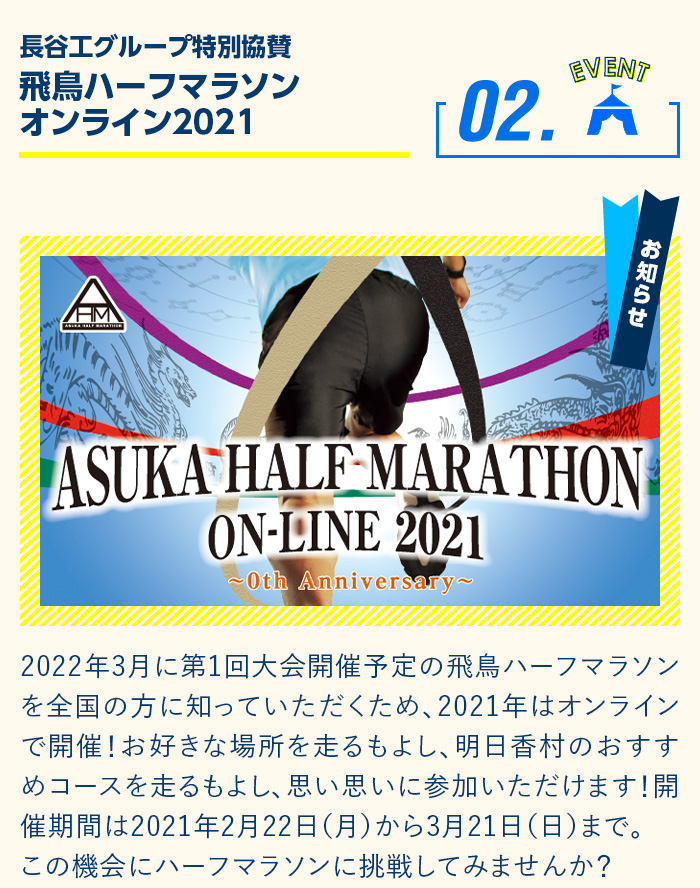 長谷工グループ特別協賛
飛鳥ハーフマラソン
オンライン2021
02.
EVENT
お知らせ
AHM
ASUKA HALF MARATHON
ASUKA HALF MARATHON
ON-LINE 2021
~0th Anniversary~
2022年3月に第1回大会開催予定の飛鳥ハーフマラソン
を全国の方に知っていただくため、2021年はオンライン
で開催！お好きな場所を走るもよし、明日香村のおすす
めコースを走るもよし、思い思いに参加いただけます！開
催期間は2021年2月22日（月）から3月21日（日）まで。
この機会にハーフマラソンに挑戦してみませんか？